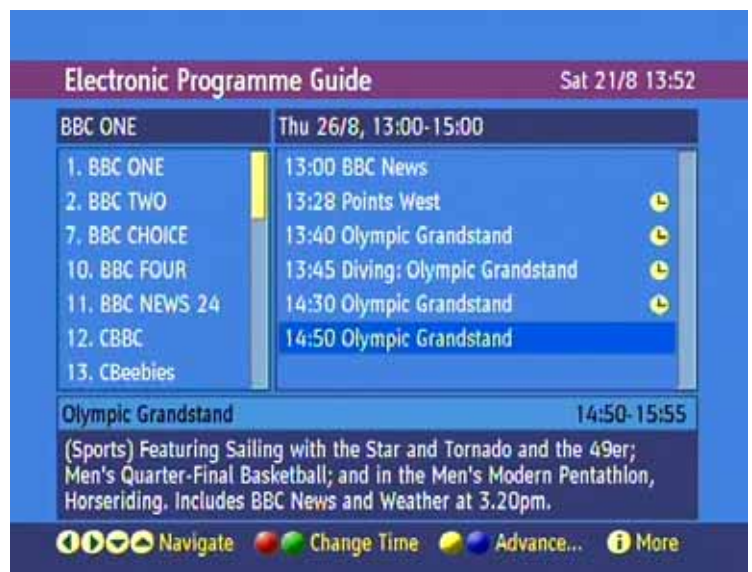 Electronic Programme Guide
Sat 21/8 13:52
BBC ONE
Thu 26/8, 13:00-15:00
1. BBC ONE
2. BBC TWO
7. BBC CHOICE
10. BBC FOUR
11. BBC NEWS 24
12. CBBC
13. CBeebies
13:00 BBC News
13:28 Points West
13:40 Olympic Grandstand
13:45 Diving: Olympic Grandstand
14:30 Olympic Grandstand
14:50 Olympic Grandstand
Olympic Grandstand
14:50-15:55
(Sports) Featuring Sailing with the Star and Tornado and the 49er;
Men's Quarter-Final Basketball; and in the Men's Modern Pentathlon,
Horseriding. Includes BBC News and Weather at 3.20pm.
Navigate
Change Time
Advance...
i More